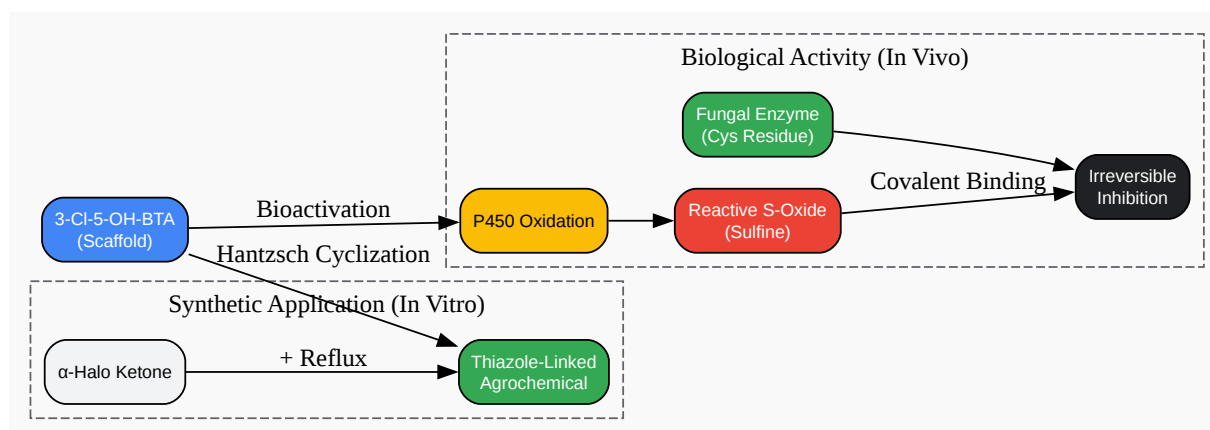 Biological Activity (In Vivo)
Fungal Enzyme
(Cys Residue)
Covalent Binding
Irreversible
Inhibition
3-Cl-5-OH-BTA
(Scaffold)
Bioactivation
P450 Oxidation
Reactive S-Oxide
(Sulfine)
Hantzsch Cyclization
Synthetic Application (In Vitro)
α-Halo Ketone
+ Reflux
Thiazole-Linked
Agrochemical